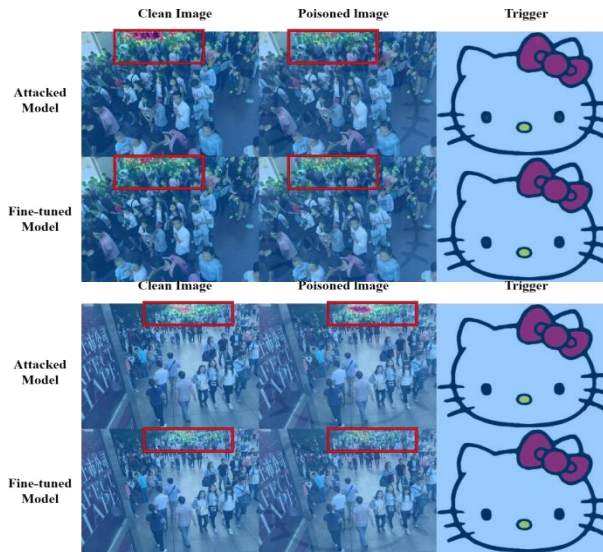 Clean Image Poisoned Image Trigger
Attacked
Model
Fine-tuned
Model
Clean Image Poisoned Image Trigger
Attacked
Model
Fine-tuned
Model